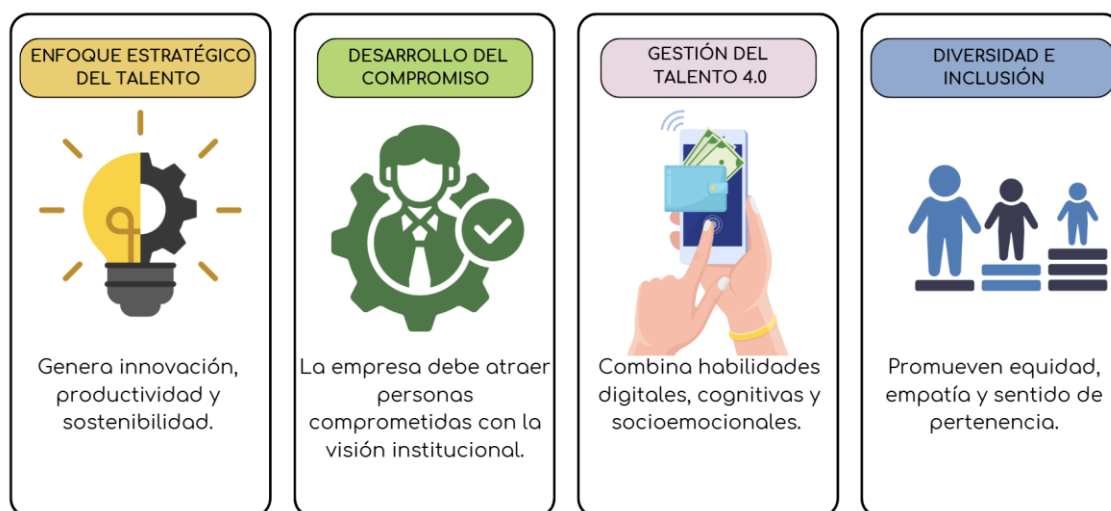 ENFOQUE ESTRATÉGICO
DEL TALENTO
Genera innovación,
productividad y
sostenibilidad.
DESARROLLO DEL
COMPROMISO
La empresa debe atraer
personas
comprometidas con la
visión institucional.
GESTIÓN DEL
TALENTO 4.0
Combina habilidades
digitales, cognitivas y
socioemocionales.
DIVERSIDAD E
INCLUSIÓN
Promueven equidad,
empatía y sentido de
pertenencia.